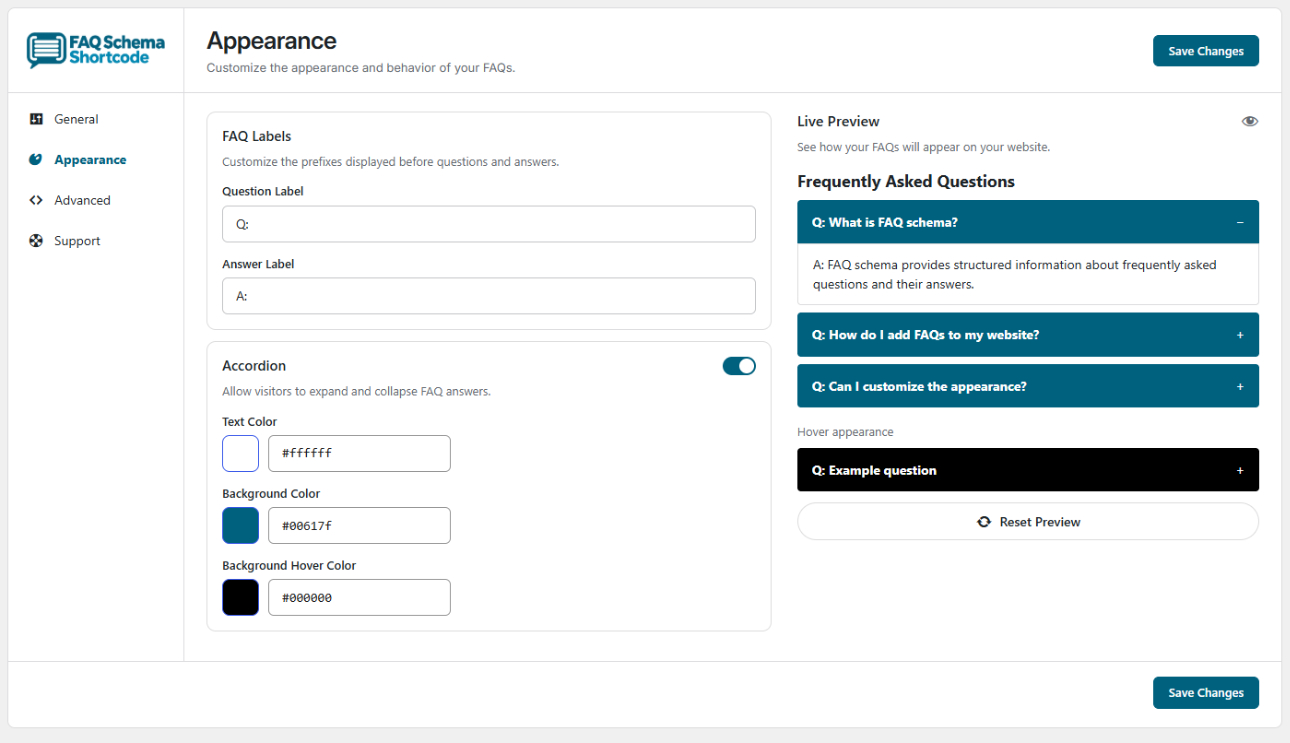 FAQ Schema
Shortcode
Appearance
Customize the appearance and behavior of your FAQs.
Save Changes
General
Appearance
Advanced
Support
FAQ Labels
Customize the prefixes displayed before questions and answers.
Question Label
Q:
Answer Label
A:
Accordion
Allow visitors to expand and collapse FAQ answers.
Text Color
#ffffff
Background Color
#00617f
Background Hover Color
#000000
Live Preview
See how your FAQs will appear on your website.
Frequently Asked Questions
Q: What is FAQ schema? −
A: FAQ schema provides structured information about frequently asked
questions and their answers.
Q: How do I add FAQs to my website? +
Q: Can I customize the appearance? +
Hover appearance
Q: Example question +
Reset Preview
Save Changes